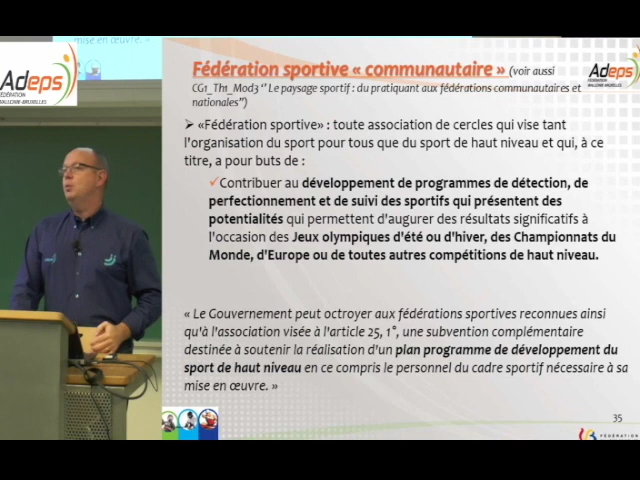 mise en œuvre. »
Adeps
FÉDÉRATION
WALLONIE-BRUXELLES
Fédération sportive « communautaire » (voir aussi
CG1_Th1_Mod3 ‘’ Le paysage sportif : du pratiquant aux fédérations communautaires et
nationales’’)
Adeps
FÉDÉRATION
WALLONIE-BRUXELLES
➢ «Fédération sportive» : toute association de cercles qui vise tant
l'organisation du sport pour tous que du sport de haut niveau et qui, à ce
titre, a pour buts de :
✓Contribuer au développement de programmes de détection, de
perfectionnement et de suivi des sportifs qui présentent des
potentialités qui permettent d'augurer des résultats significatifs à
l'occasion des Jeux olympiques d'été ou d'hiver, des Championnats du
Monde, d'Europe ou de toutes autres compétitions de haut niveau.
« Le Gouvernement peut octroyer aux fédérations sportives reconnues ainsi
qu'à l'association visée à l'article 25, 1°, une subvention complémentaire
destinée à soutenir la réalisation d'un plan programme de développement du
sport de haut niveau en ce compris le personnel du cadre sportif nécessaire à sa
mise en œuvre. »
35
FÉDÉRATION